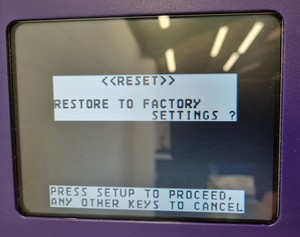 <<RESET>>
RESTORE TO FACTORY
SETTINGS ?
PRESS SETUP TO PROCEED,
ANY OTHER KEYS TO CANCEL